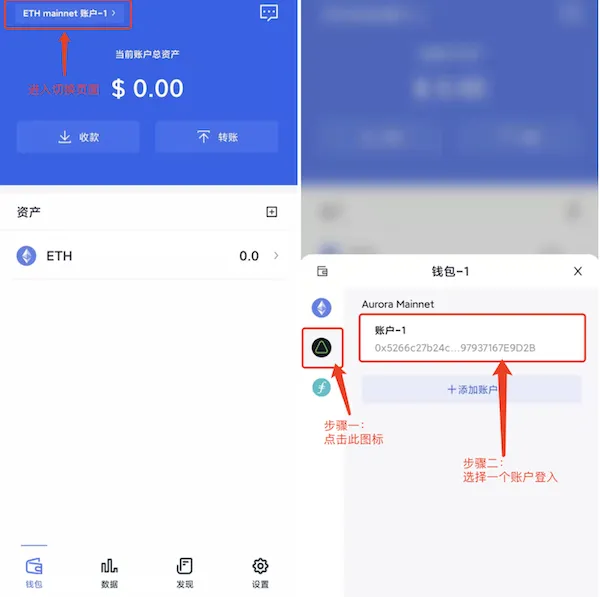 ETH mainnet 账户-1 >
当前账户总资产
进入切换页面
$ 0.00
收款
转账
资产
ETH
0.0 >
钱包
数据
发现
设置
钱包-1
Aurora Mainnet
账户-1
0x5266c27b24c...97937167E9D2B
+添加账户
步骤一：
点击此图标
步骤二：
选择一个账户登入